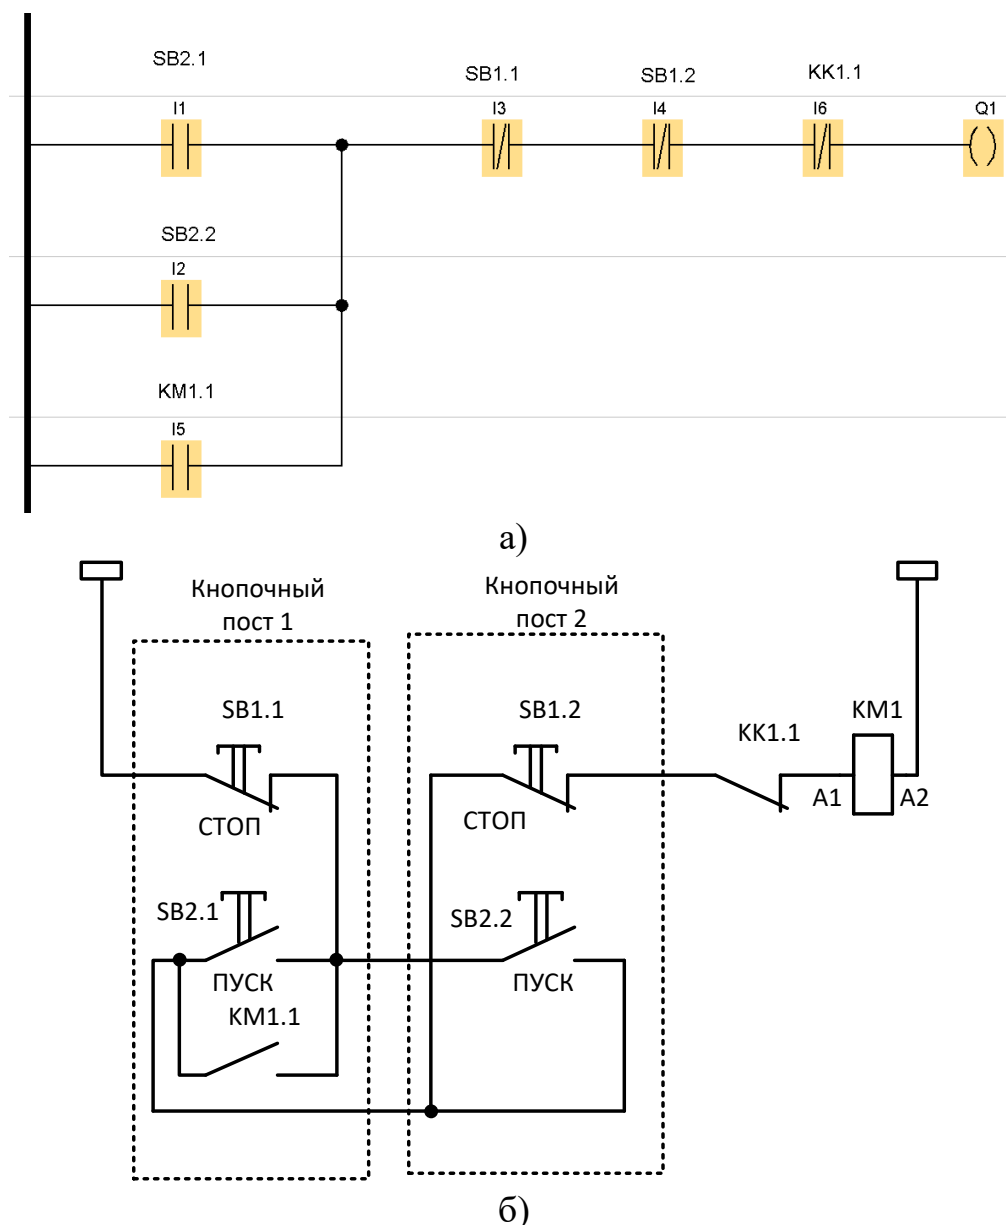 SB2.1
SB1.1
SB1.2
KK1.1
I1
I3
I4
I6
Q1
SB2.2
I2
KM1.1
I5
а)
Кнопочный
пост 1
Кнопочный
пост 2
SB1.1
SB1.2
KM1
KK1.1
A1
A2
СТОП
СТОП
SB2.1
SB2.2
ПУСК
ПУСК
KM1.1
б)